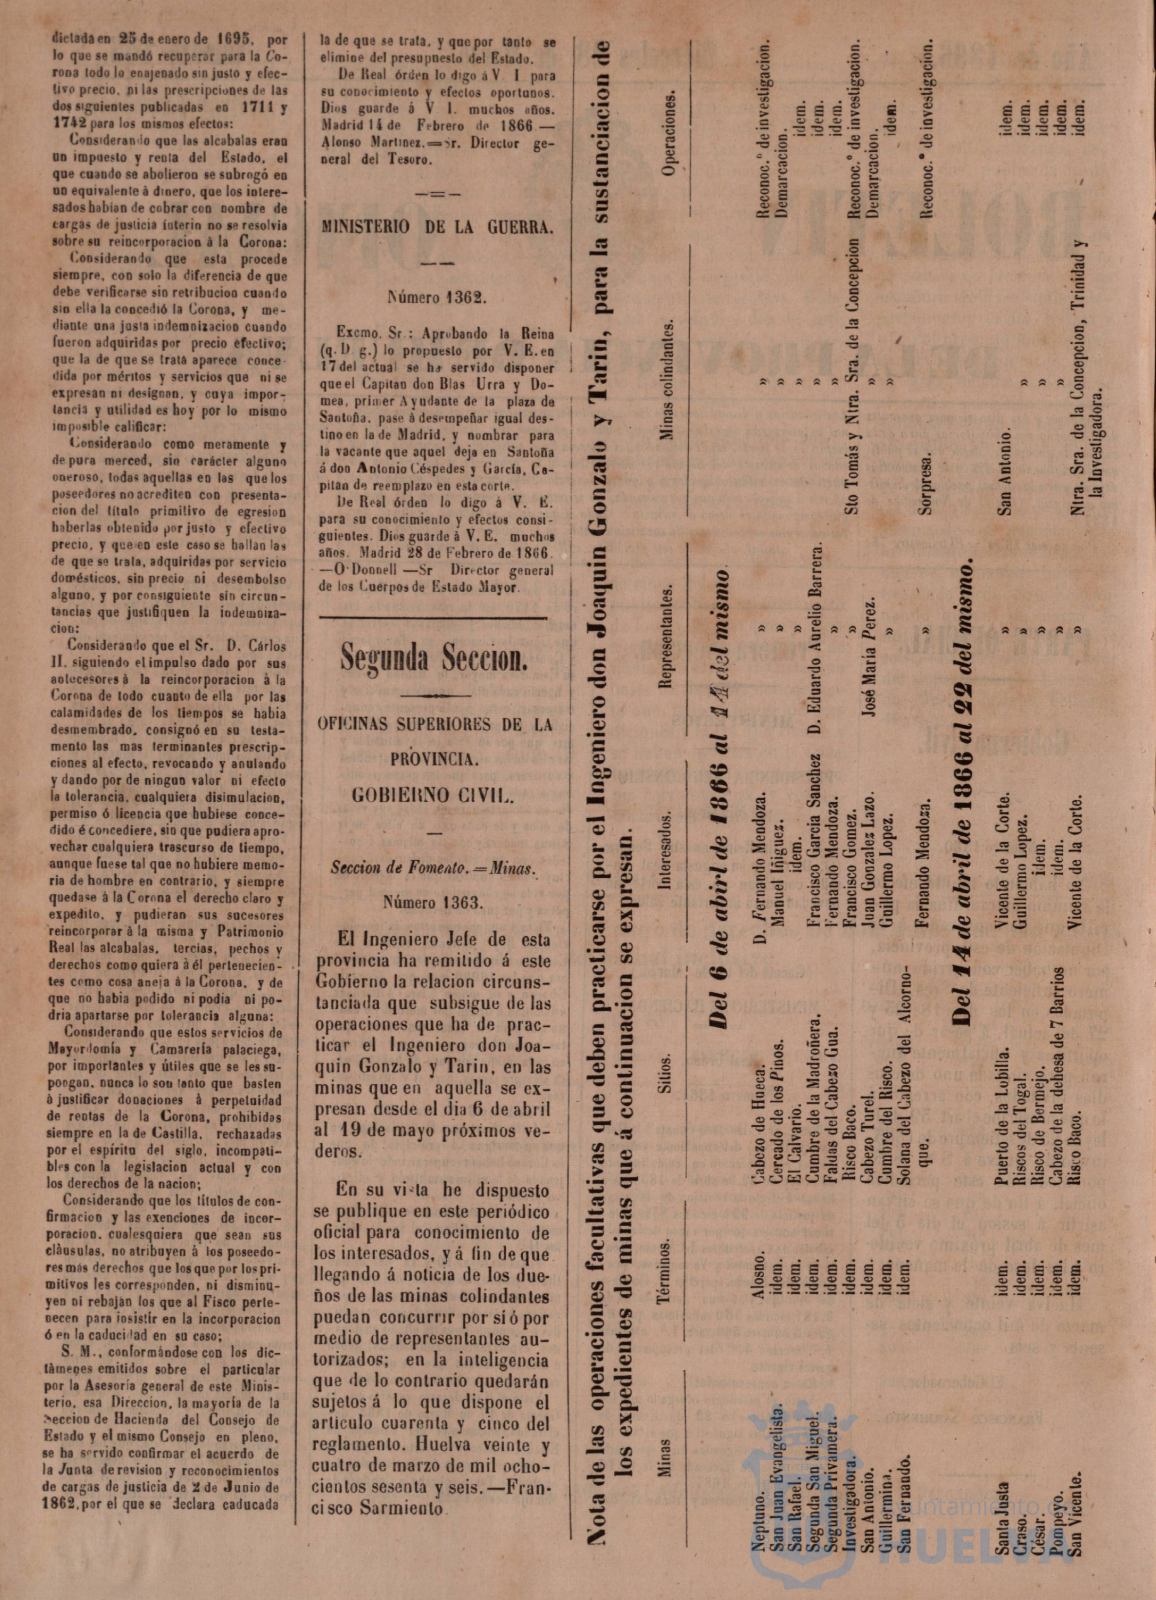 dictada en 25 de enero de 1695, por
lo que se mandó recuperar para la Co-
rona todo lo enajenado sin justo y efec-
tivo precio, ni las prescripciones de las
dos siguientes publicadas en 1711 y
1742 para los mismos efectos:
Considerando que las alcabalas eran
un impuesto y renta del Estado, el
que cuando se abolieron se subrogó en
un equivalente á dinero, que los intere-
sados habian de cobrar con nombre de
cargas de justicia interin no se resolvia
sobre su reincorporacion á la Corona:
Considerando que esta procede
siempre, con solo la diferencia de que
debe verificarse sin retribucion cuando
sin ella la concedió la Corona, y me-
diante una justa indemnizacion cuando
fueron adquiridas por precio efectivo;
que la de que se trata aparece conce-
dida por méritos y servicios que ni se
expresan ni designan, y cuya impor-
tancia y utilidad es hoy por lo mismo
imposible calificar:
Considerando como meramente y
de pura merced, sin carácter alguno
oneroso, todas aquellas en las que los
poseedores no acrediten con presenta-
cion del título primitivo de egresion
haberlas obtenido por justo y efectivo
precio, y que en este caso se hallan las
de que se trata, adquiridas por servicio
domésticos, sin precio ni desembolso
alguno, y por consiguiente sin circuns-
tancias que justifiquen la indemniza-
cion:
Considerando que el Sr. D. Cárlos
II, siguiendo el impulso dado por sus
antecesores á la reincorporacion á la
Corona de todo cuanto de ella por las
calamidades de los tiempos se habia
desmembrado, consignó en su testa-
mento las mas terminantes prescrip-
ciones al efecto, revocando y anulando
y dando por de ningun valor ni efecto
la tolerancia, cualquiera disimulacion,
permiso ó licencia que hubiese conce-
dido é concediere, sin que pudiera apro-
vechar cualquiera trascurso de tiempo,
aunque fuese tal que no hubiere memo-
ria de hombre en contrario, y siempre
quedase á la Corona el derecho claro y
expedito, y pudieran sus sucesores
reincorporar á la misma y Patrimonio
Real las alcabalas, tercias, pechos y
derechos como quiera á él pertenecien-
tes como cosa aneja á la Corona, y de
que no habia podido ni podia ni po-
dria apartarse por tolerancia alguna:
Considerando que estos servicios de
Mayordomía y Camarería palaciega,
por importantes y útiles que se les su-
pongan, nunca lo son tanto que basten
á justificar donaciones á perpetuidad
de rentas de la Corona, prohibidas
siempre en la de Castilla, rechazadas
por el espíritu del siglo, incompati-
bles con la legislacion actual y con
los derechos de la nacion;
Considerando que los títulos de con-
firmacion y las exenciones de incor-
poracion, cualesquiera que sean sus
cláusulas, no atribuyen á los poseedo-
res más derechos que los que por los pri-
mitivos les corresponden, ni disminu-
yen ni rebajan los que al Fisco perte-
necen para insistir en la incorporacion
ó en la caducidad en su caso;
S. M., conformándose con los dic-
támenes emitidos sobre el particular
por la Asesoría general de este Minis-
terio, esa Direccion, la mayoría de la
Seccion de Hacienda del Consejo de
Estado y el mismo Consejo en pleno,
se ha servido confirmar el acuerdo de
la Junta de revision y reconocimientos
de cargas de justicia de 2 de Junio de
1862, por el que se declara caducada
la de que se trata, y que por tanto se
elimine del presupuesto del Estado.
De Real órden lo digo á V. I para
su conocimiento y efectos oportunos.
Dios guarde á V I. muchos años.
Madrid 14 de Febrero de 1866.—
Alonso Martinez.=Sr. Director ge-
neral del Tesoro.
MINISTERIO DE LA GUERRA.
Número 1362.
Excmo. Sr.: Aprobando la Reina
(q. D g.) lo propuesto por V. E. en
17 del actual se ha servido disponer
que el Capitan don Blas Urra y Do-
mea, primer Ayudante de la plaza de
Santoña, pase á desempeñar igual des-
tino en la de Madrid, y nombrar para
la vacante que aquel deja en Santoña
á don Antonio Céspedes y García, Ca-
pitan de reemplazo en esta corte.
De Real órden lo digo á V. E.
para su conocimiento y efectos consi-
guientes. Dios guarde á V. E. muchos
años. Madrid 28 de Febrero de 1866.
—O'Donnell —Sr Director general
de los Cuerpos de Estado Mayor.
Segunda Seccion.
OFICINAS SUPERIORES DE LA
PROVINCIA.
GOBIERNO CIVIL.
Seccion de Fomento.=Minas.
Número 1363.
El Ingeniero Jefe de esta
provincia ha remitido á este
Gobierno la relacion circuns-
tanciada que subsigue de las
operaciones que ha de prac-
ticar el Ingeniero don Joa-
quin Gonzalo y Tarin, en las
minas que en aquella se ex-
presan desde el dia 6 de abril
al 19 de mayo próximos ve-
deros.
En su vista he dispuesto
se publique en este periódico
oficial para conocimiento de
los interesados, y á fin de que
llegando á noticia de los due-
ños de las minas colindantes
puedan concurrir por si ó por
medio de representantes au-
torizados; en la inteligencia
que de lo contrario quedarán
sujetos á lo que dispone el
articulo cuarenta y cinco del
reglamento. Huelva veinte y
cuatro de marzo de mil ocho-
cientos sesenta y seis.—Fran-
cisco Sarmiento
Nota de las operaciones facultativas que deben practicarse por el Ingeniero don Joaquin Gonzalo y Tarin, para la sustanciacion de
los expedientes de minas que á continuacion se expresan.
Minas Términos. Sitios. Interesados. Representantes. Minas colindantes. Operaciones.
Del 6 de abirl de 1866 al 14 del mismo
Neptuno. Alosno. Cabezo de Hueca. D. Fernando Mendoza. » » Reconoc.º de investigacion.
San Juan Evangelista. idem. Cercado de los Pinos. Manuel Iñiguez. » » Demarcacion.
San Rafael. idem. El Calvario. idem. » » idem.
Segunda San Miguel. idem. Cumbre de la Madroñera. Francisco Garcia Sanchez D. Eduardo Aurelio Barrera. » idem.
Segunda Privamera. idem. Faldas del Cabezo Gua. Fernando Mendoza. » » idem.
Investigadora. idem. Risco Baco. Francisco Gomez. » Sto Tomás y Ntra. Sra. de la Concepcion Reconoc.º de investigacion.
San Antonio. idem. Cabezo Turel. Juan Gonzalez Lazo. José Maria Perez. » Demarcacion.
Guillermina. idem. Cumbre del Risco. Guillermo Lopez. » » idem.
San Fernando. idem. Solana del Cabezo del Alcorno-
que. Fernando Mendoza. » Sorpresa. Reconoc.º de investigacion.
Del 14 de abril de 1866 al 22 del mismo.
Santa Justa idem. Puerto de la Lubilla. Vicente de la Corte. » San Antonio. idem.
Craso. idem. Riscos del Togal. Guillermo Lopez. » » idem.
César. idem. Risco de Bermejo. idem. » » idem.
Pompeyo. idem. Cabezo de la dehesa de 7 Barrios idem. » » idem.
San Vicente. idem. Risco Baco. Vicente de la Corte. » Ntra. Sra. de la Concepcion, Trinidad y idem.
la Investigadora.
Ayuntamiento de
HUELVA